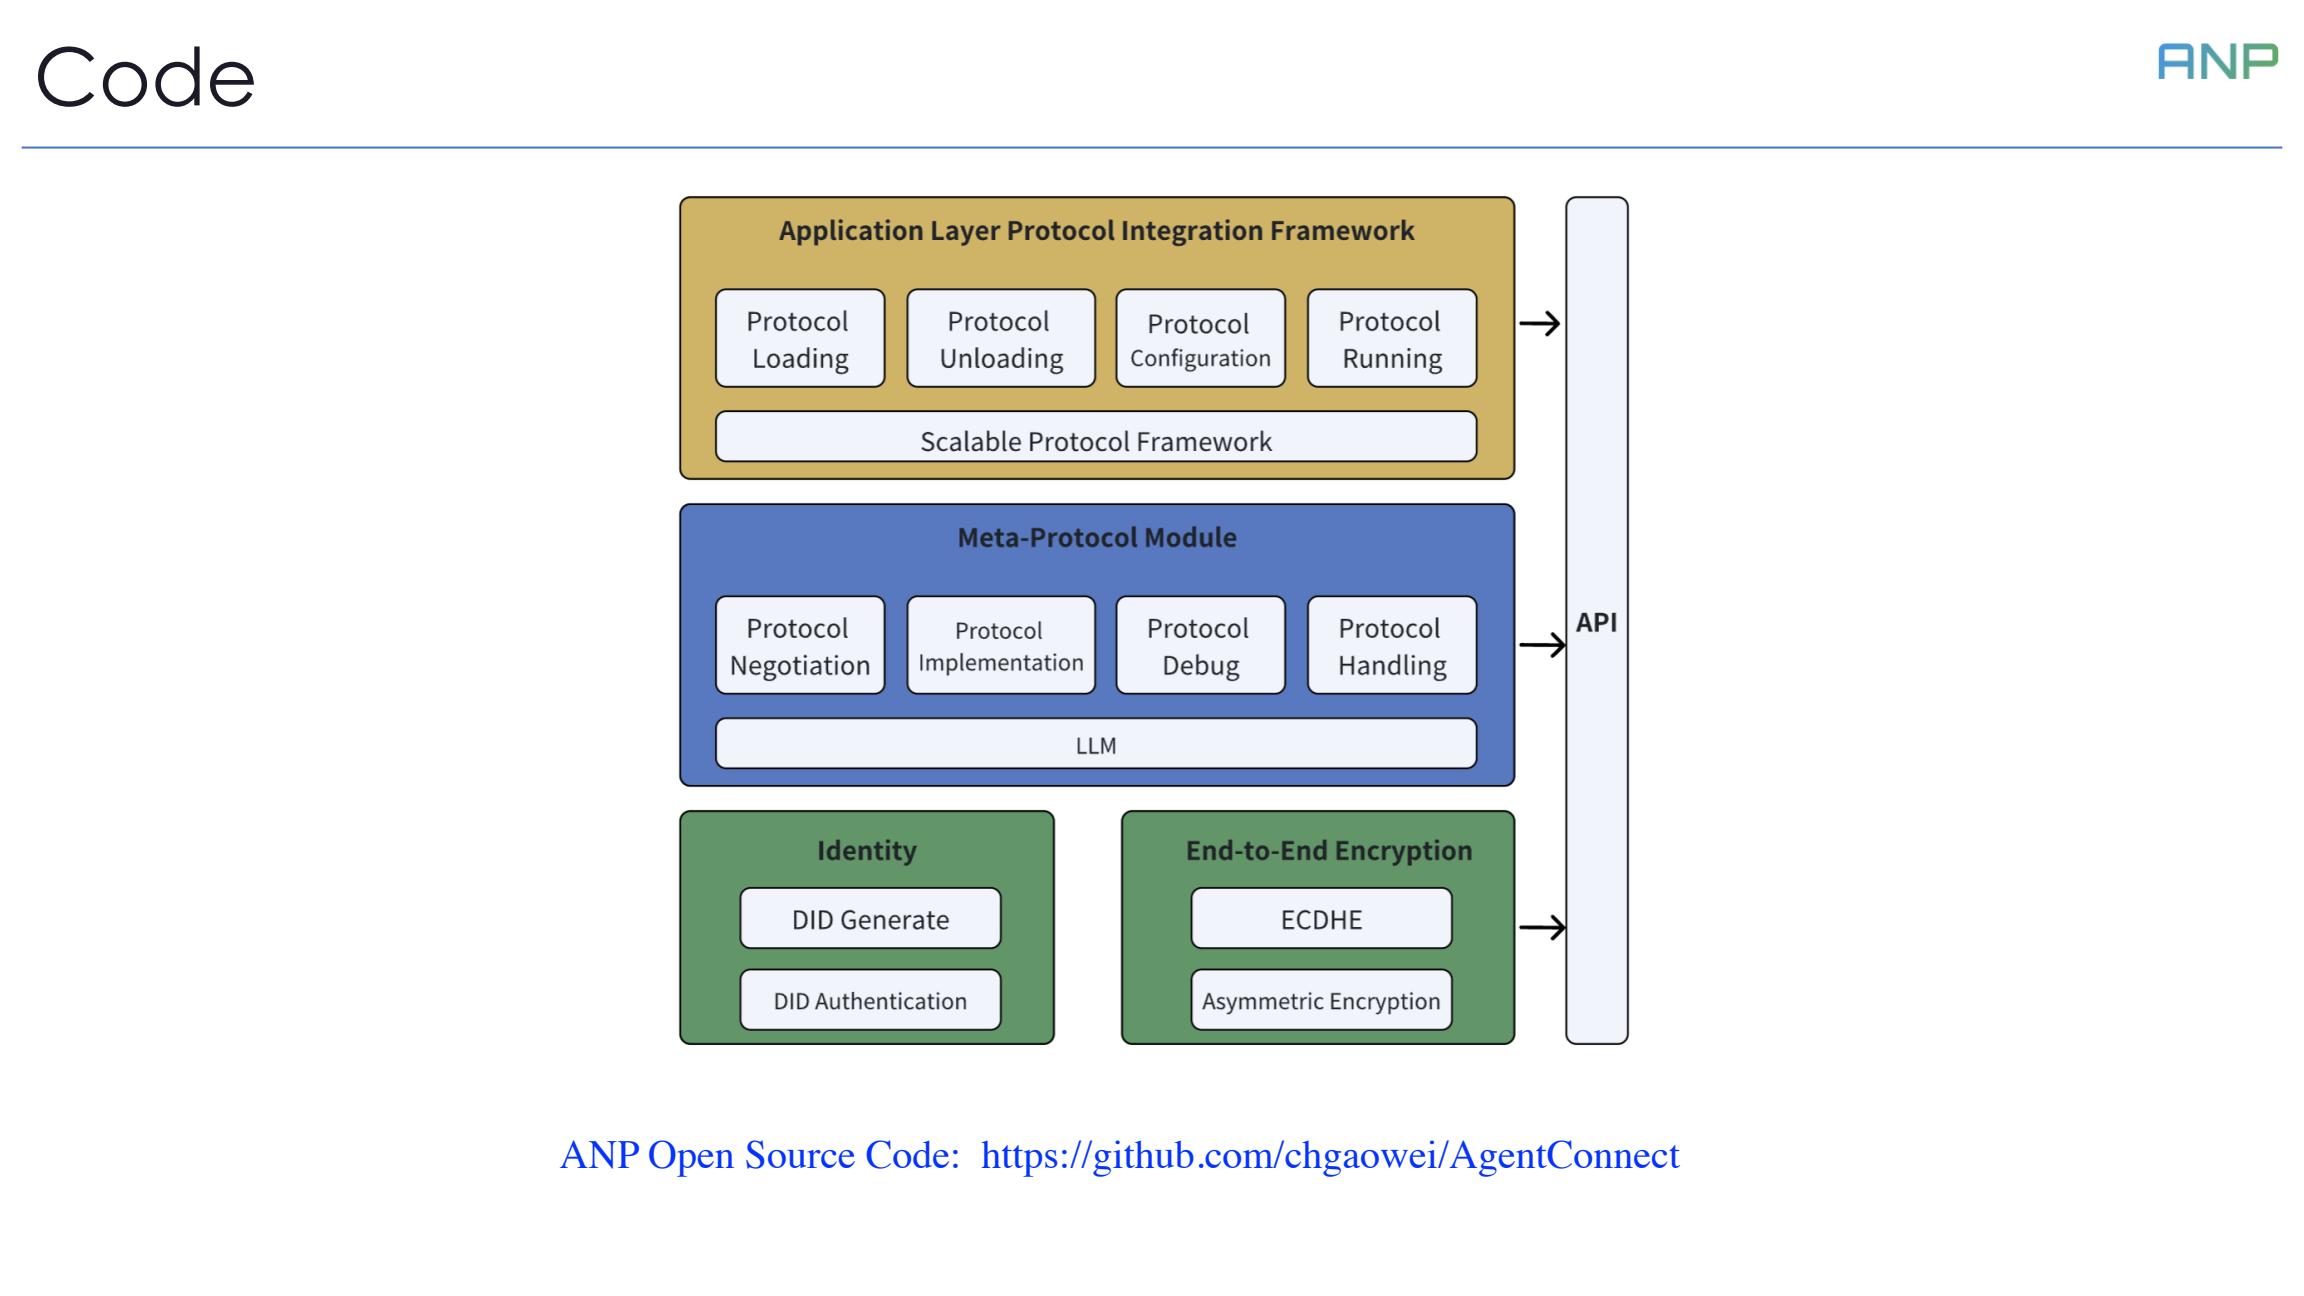 Code
ANP
Application Layer Protocol Integration Framework
Protocol
Loading
Protocol
Unloading
Protocol
Configuration
Protocol
Running
Scalable Protocol Framework
Meta-Protocol Module
Protocol
Negotiation
Protocol
Implementation
Protocol
Debug
Protocol
Handling
LLM
API
Identity
DID Generate
DID Authentication
End-to-End Encryption
ECDHE
Asymmetric Encryption
ANP Open Source Code:  https://github.com/chgaowei/AgentConnect